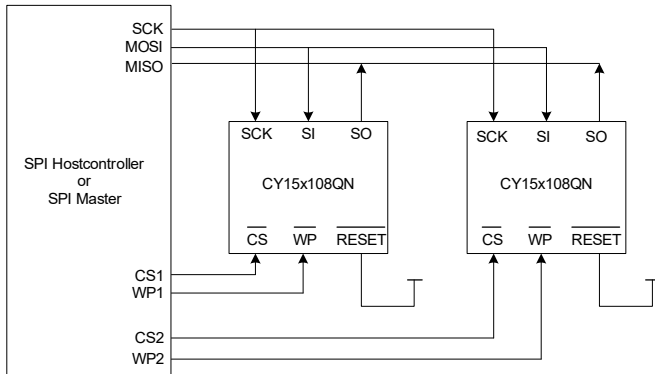 SCK
MOSI
MISO
SPI Hostcontroller
or
SPI Master
CS1
WP1
CS2
WP2
SCK SI SO
CY15x108QN
CS WP RESET
SCK SI SO
CY15x108QN
CS WP RESET